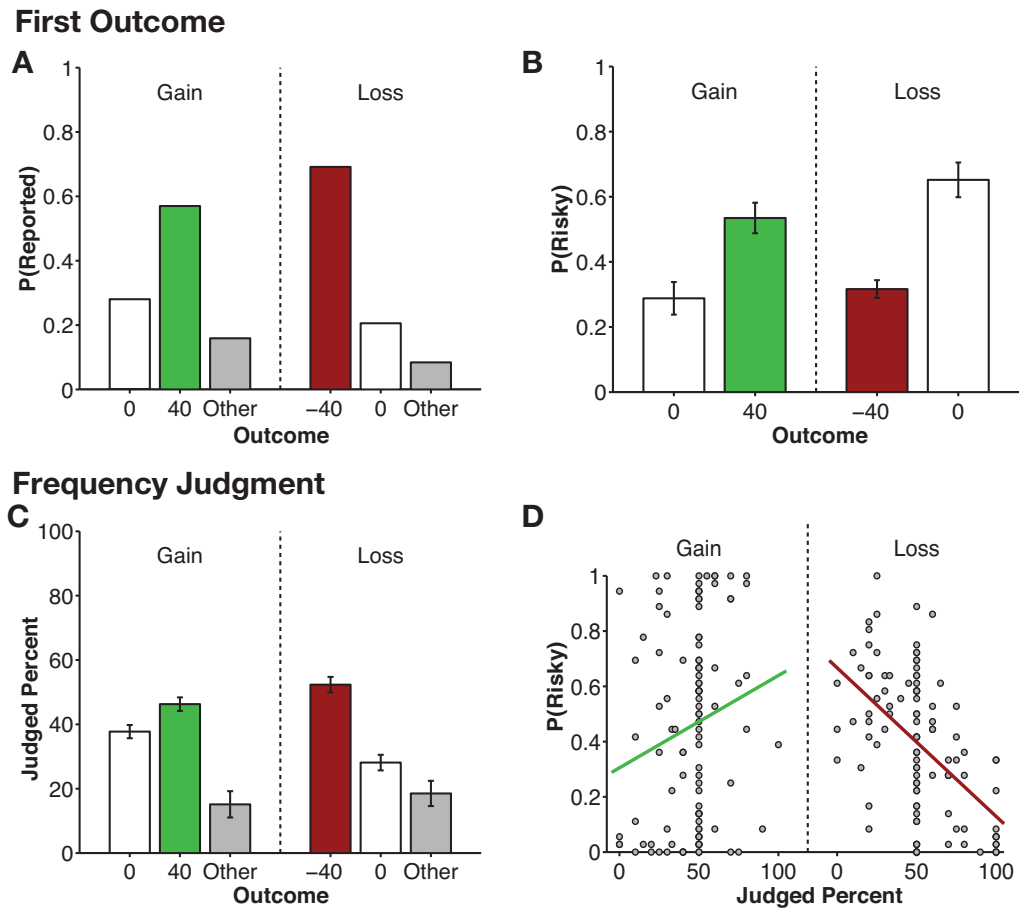 First Outcome
A
B
Gain Loss
Gain Loss
P(Reported)
1
0.8
0.6
0.4
0.2
0
0 40 Other −40 0 Other
Outcome
P(Risky)
1
0.8
0.6
0.4
0.2
0
0 40 −40 0
Outcome
Frequency Judgment
C
D
Gain Loss
Judged Percent
100
80
60
40
20
0
0 40 Other −40 0 Other
Outcome
Gain Loss
P(Risky)
1
0.8
0.6
0.4
0.2
0
0 50 100 0 50 100
Judged Percent